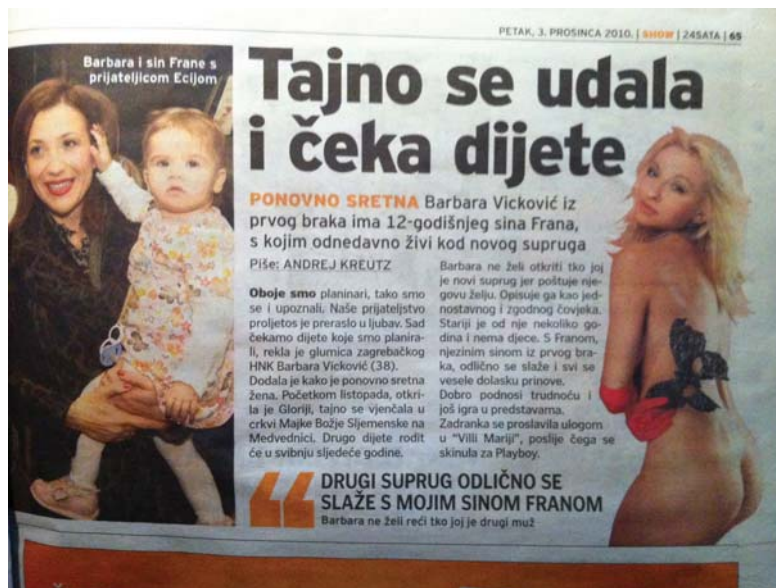 PETAK, 3. PROSINCA 2010. | SHOW | 24SATA | 65
Barbara i sin Frane s
prijateljicom Ecijom
Tajno se udala
i čeka dijete
PONOVNO SRETNA Barbara Vicković iz
prvog braka ima 12-godišnjeg sina Frana,
s kojim odnedavno živi kod novog supruga
Piše: ANDREJ KREUTZ
Oboje smo planinari, tako smo
se i upoznali. Naše prijateljstvo
proljetos je preraslo u ljubav. Sad
čekamo dijete koje smo planira-
li, rekla je glumica zagrebačkog
HNK Barbara Vicković (38).
Dodala je kako je ponovno sretna
žena. Početkom listopada, otkri-
la je Gloriji, tajno se vjenčala u
crkvi Majke Božje Sljemenske na
Medvednici. Drugo dijete rodit
će u svibnju sljedeće godine.
Barbara ne želi otkriti tko joj
je novi suprug jer poštuje nje-
govu želju. Opisuje ga kao jed-
nostavnog i zgodnog čovjeka.
Stariji je od nje nekoliko go-
dina i nema djece. S Franom,
njezinim sinom iz prvog bra-
ka, odlično se slaže i svi se
vesele dolasku prinove.
Dobro podnosi trudnoću i
još igra u predstavama.
Zadranka se proslavila ulogom
u "Villi Mariji", poslije čega se
skinula za Playboy.
DRUGI SUPRUG ODLIČNO SE
SLAŽE S MOJIM SINOM FRANOM
Barbara ne želi reći tko joj je drugi muž